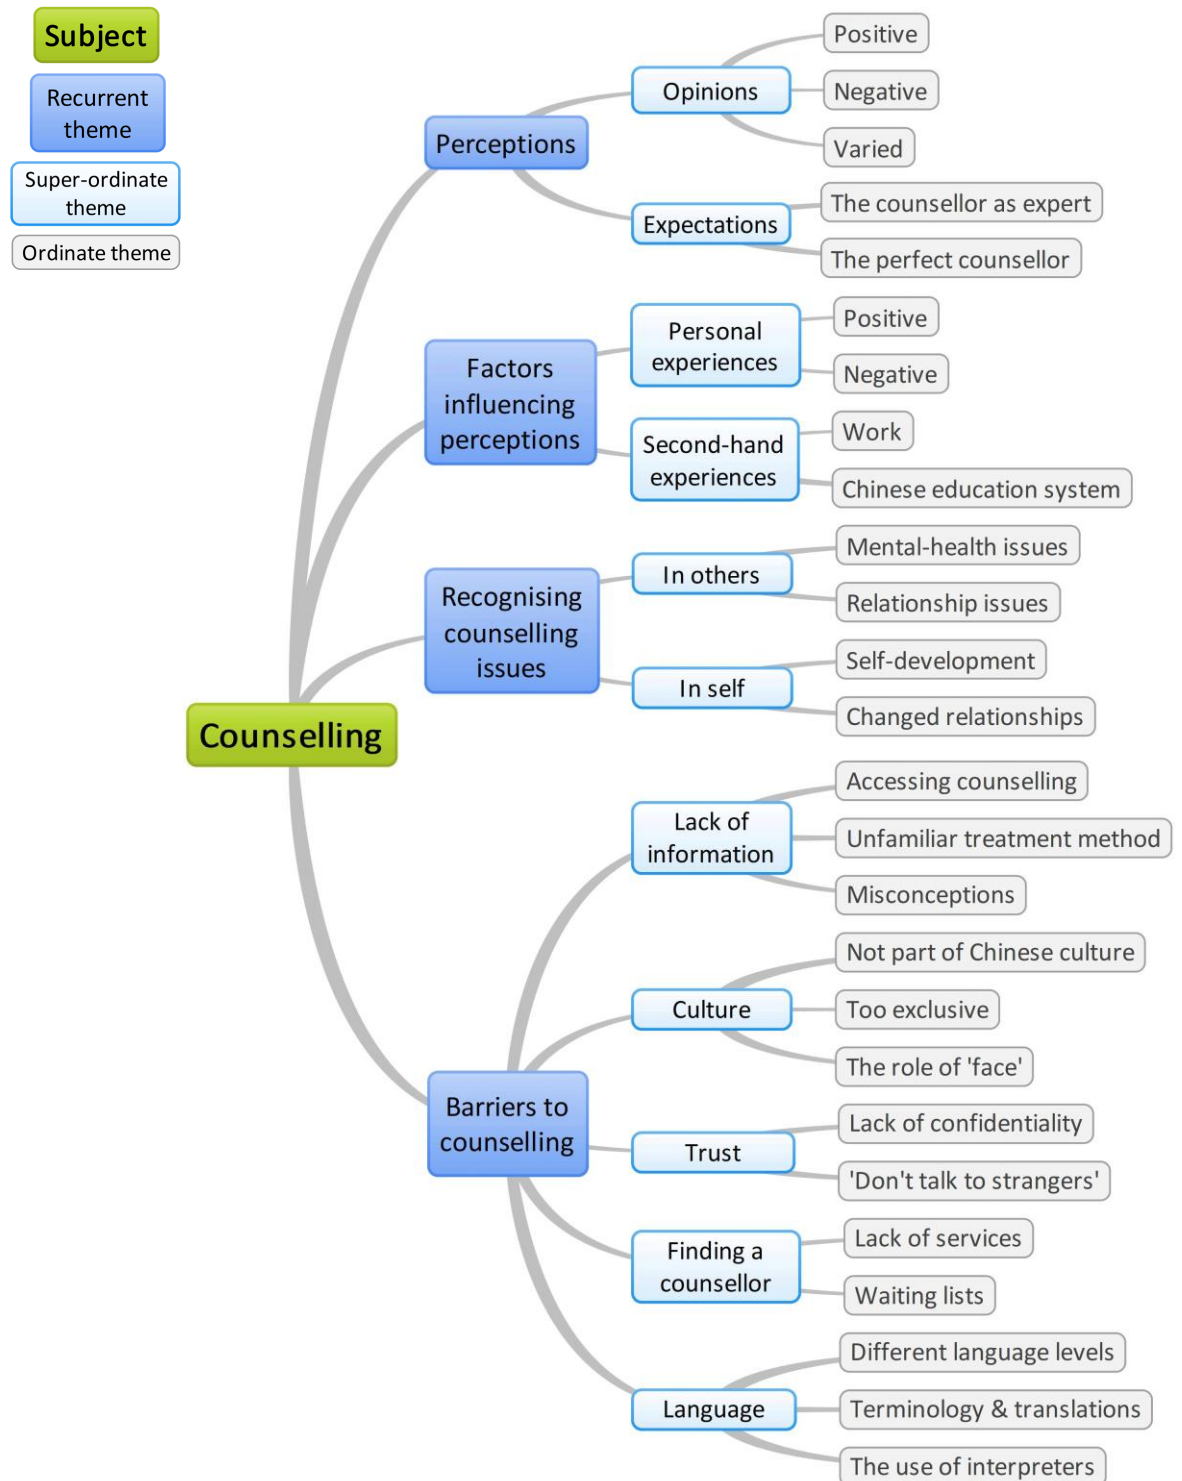 Subject
Recurrent
theme
Super-ordinate
theme
Ordinate theme
Counselling
Perceptions
Opinions
Positive
Negative
Varied
Expectations
The counsellor as expert
The perfect counsellor
Factors
influencing
perceptions
Personal
experiences
Positive
Negative
Second-hand
experiences
Work
Chinese education system
Recognising
counselling
issues
In others
Mental-health issues
Relationship issues
In self
Self-development
Changed relationships
Barriers to
counselling
Lack of
information
Accessing counselling
Unfamiliar treatment method
Misconceptions
Culture
Not part of Chinese culture
Too exclusive
The role of 'face'
Trust
Lack of confidentiality
'Don't talk to strangers'
Finding a
counsellor
Lack of services
Waiting lists
Language
Different language levels
Terminology & translations
The use of interpreters